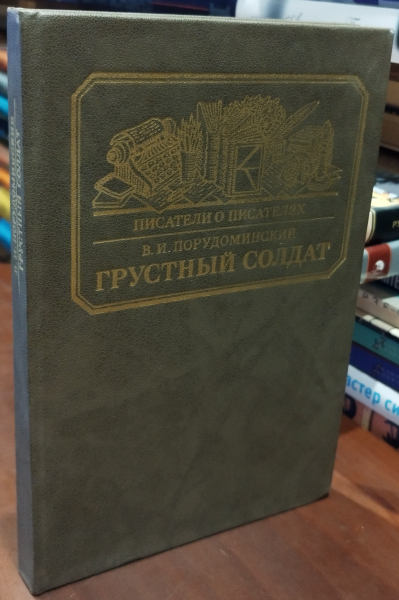 ПИСАТЕЛИ О ПИСАТЕЛЯХ
В. И. ПОРУДОМИНСКИЙ
ГРУСТНЫЙ СОЛДАТ